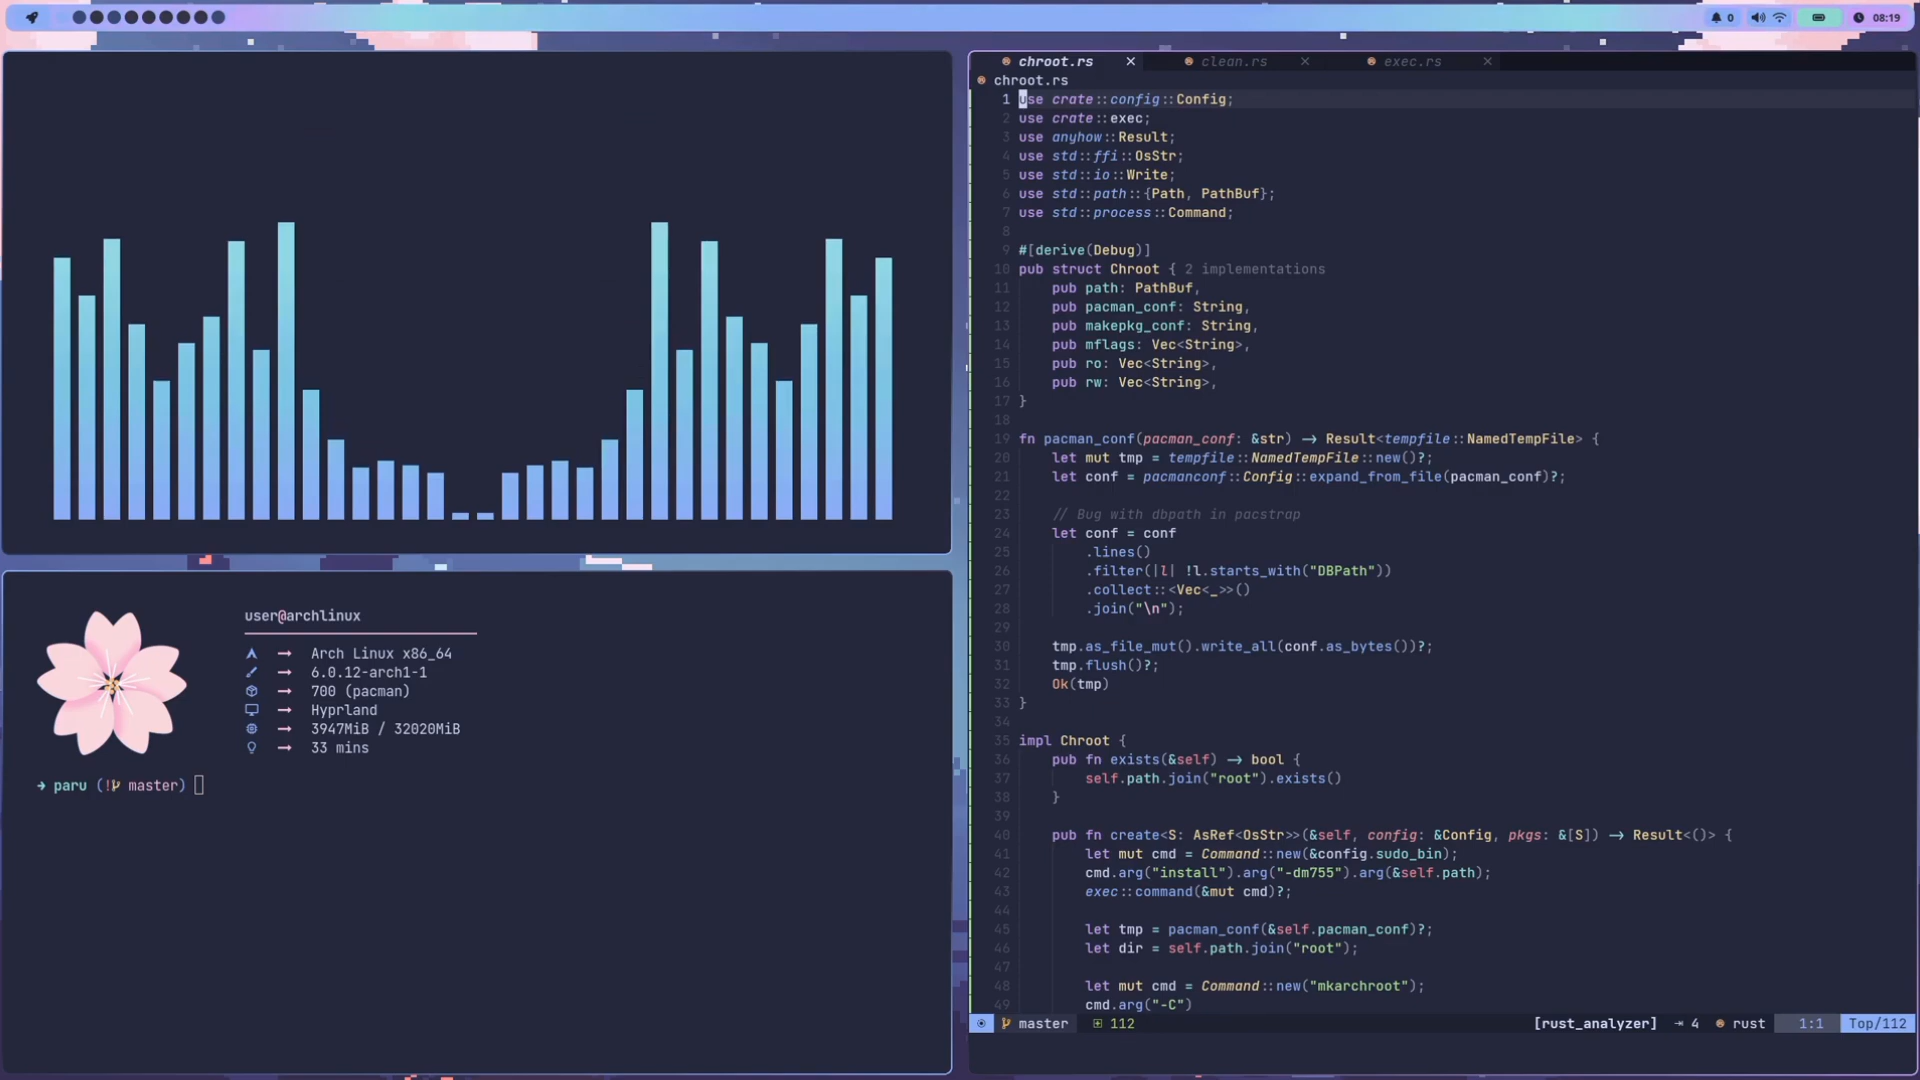 0
08:19
user@archlinux
Arch Linux x86_64
6.0.12-arch1-1
700 (pacman)
Hyprland
3947MiB / 32020MiB
33 mins
→ paru (! master)
chroot.rs × clean.rs × exec.rs ×
chroot.rs
1 use crate::config::Config;
2 use crate::exec;
3 use anyhow::Result;
4 use std::ffi::OsStr;
5 use std::io::Write;
6 use std::path::{Path, PathBuf};
7 use std::process::Command;
8
9 #[derive(Debug)]
10 pub struct Chroot { 2 implementations
11 pub path: PathBuf,
12 pub pacman_conf: String,
13 pub makepkg_conf: String,
14 pub mflags: Vec<String>,
15 pub ro: Vec<String>,
16 pub rw: Vec<String>,
17 }
18
19 fn pacman_conf(pacman_conf: &str) -> Result<tempfile::NamedTempFile> {
20 let mut tmp = tempfile::NamedTempFile::new()?;
21 let conf = pacmanconf::Config::expand_from_file(pacman_conf)?;
22
23 // Bug with dbpath in pacstrap
24 let conf = conf
25 .lines()
26 .filter(|l| !l.starts_with("DBPath"))
27 .collect::<Vec<_>>()
28 .join("\n");
29
30 tmp.as_file_mut().write_all(conf.as_bytes())?;
31 tmp.flush()?;
32 Ok(tmp)
33 }
34
35 impl Chroot {
36 pub fn exists(&self) -> bool {
37 self.path.join("root").exists()
38 }
39
40 pub fn create<S: AsRef<OsStr>>(&self, config: &Config, pkgs: &[S]) -> Result<()> {
41 let mut cmd = Command::new(&config.sudo_bin);
42 cmd.arg("install").arg("-dm755").arg(&self.path);
43 exec::command(&mut cmd)?;
44
45 let tmp = pacman_conf(&self.pacman_conf)?;
46 let dir = self.path.join("root");
47
48 let mut cmd = Command::new("mkarchroot");
49 cmd.arg("-C")
master 112 [rust_analyzer] 4 rust 1:1 Top/112